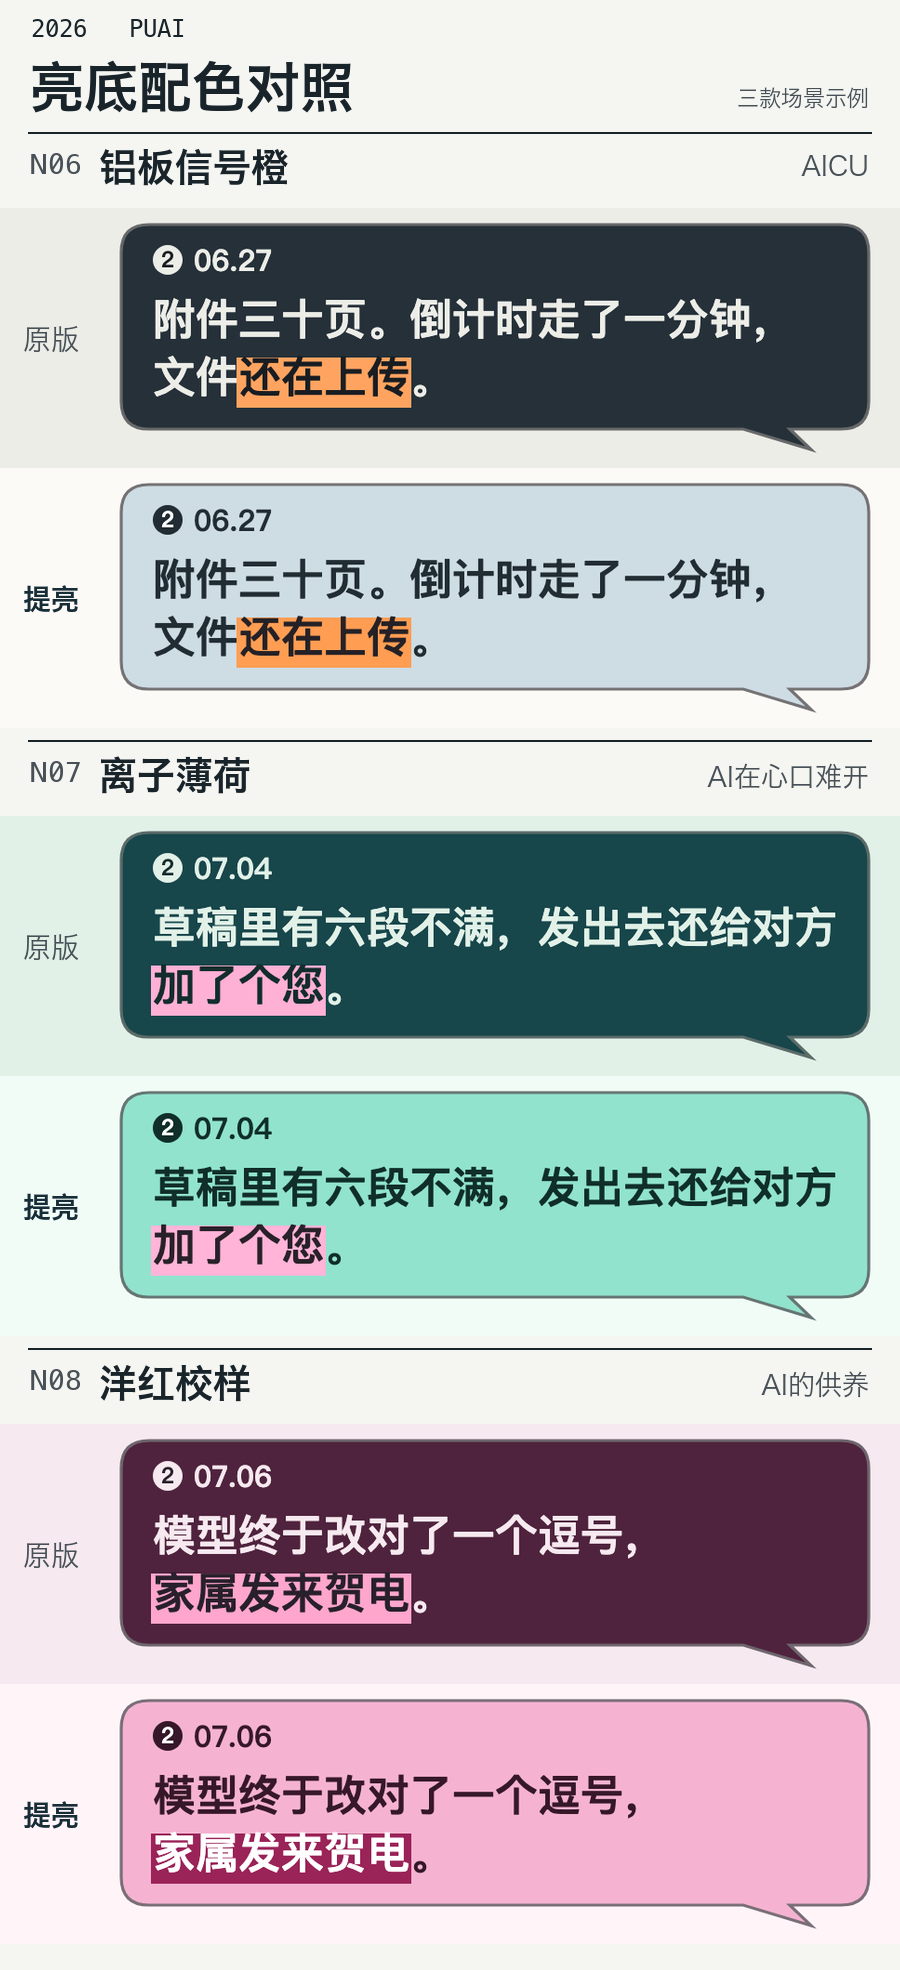 2026 PUAI
亮底配色对照
三款场景示例
N06 铝板信号橙 AICU
原版
② 06.27
附件三十页。倒计时走了一分钟，
文件还在上传。
提亮
② 06.27
附件三十页。倒计时走了一分钟，
文件还在上传。
N07 离子薄荷 AI在心口难开
原版
② 07.04
草稿里有六段不满，发出去还给对方
加了个您。
提亮
② 07.04
草稿里有六段不满，发出去还给对方
加了个您。
N08 洋红校样 AI的供养
原版
② 07.06
模型终于改对了一个逗号，
家属发来贺电。
提亮
② 07.06
模型终于改对了一个逗号，
家属发来贺电。